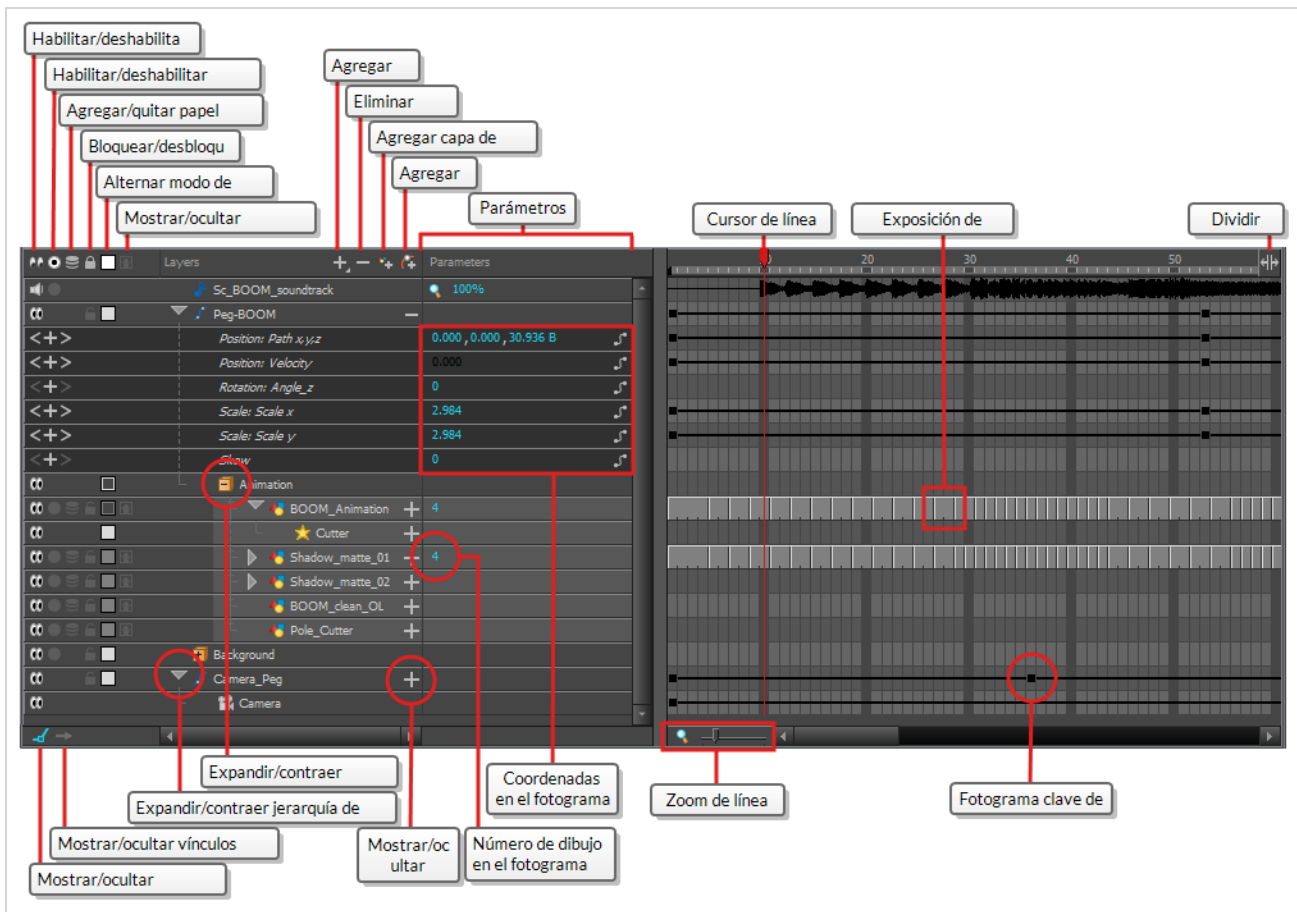 Habilitar/deshabilita
Habilitar/deshabilitar
Agregar/quitar papel
Bloquear/desbloqu
Alternar modo de
Mostrar/ocultar
Agregar
Eliminar
Agregar capa de
Agregar
Parámetros
Cursor de línea
Exposición de
Dividir
Layers
Parameters
20
30
40
50
Sc_BOOM_soundtrack
100%
Peg-BOOM
Position: Path x,y,z
0.000 , 0.000 , 30.936 B
Position: Velocity
0.000
Rotation: Angle_z
0
Scale: Scale x
2.984
Scale: Scale y
2.984
Skew
0
Animation
BOOM_Animation
4
Cutter
Shadow_matte_01
4
Shadow_matte_02
BOOM_clean_OL
Pole_Cutter
Background
Camera_Peg
Camera
Expandir/contraer
Expandir/contraer jerarquía de
Mostrar/ocultar vínculos
Mostrar/ocultar
Mostrar/oc
ultar
Número de dibujo
en el fotograma
Coordenadas
en el fotograma
Zoom de línea
Fotograma clave de